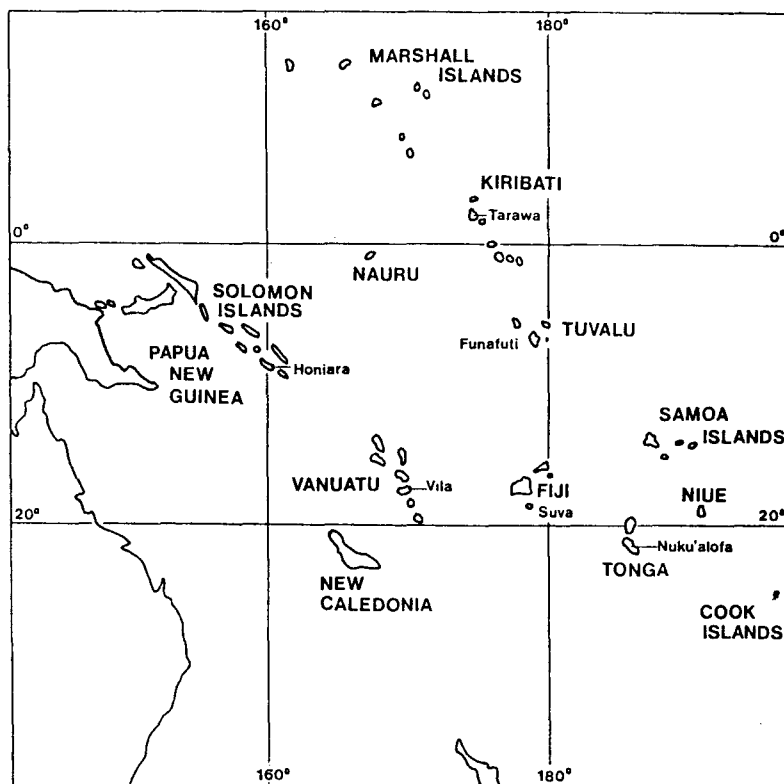 160°
180°
MARSHALL
ISLANDS
KIRIBATI
Tarawa
0°
0°
NAURU
SOLOMON
ISLANDS
TUVALU
Funafuti
PAPUA
NEW
GUINEA
Honiara
SAMOA
ISLANDS
VANUATU
Vila
FIJI
Suva
NIUE
20°
20°
Nuku'alofa
TONGA
NEW
CALEDONIA
COOK
ISLANDS
160°
180°